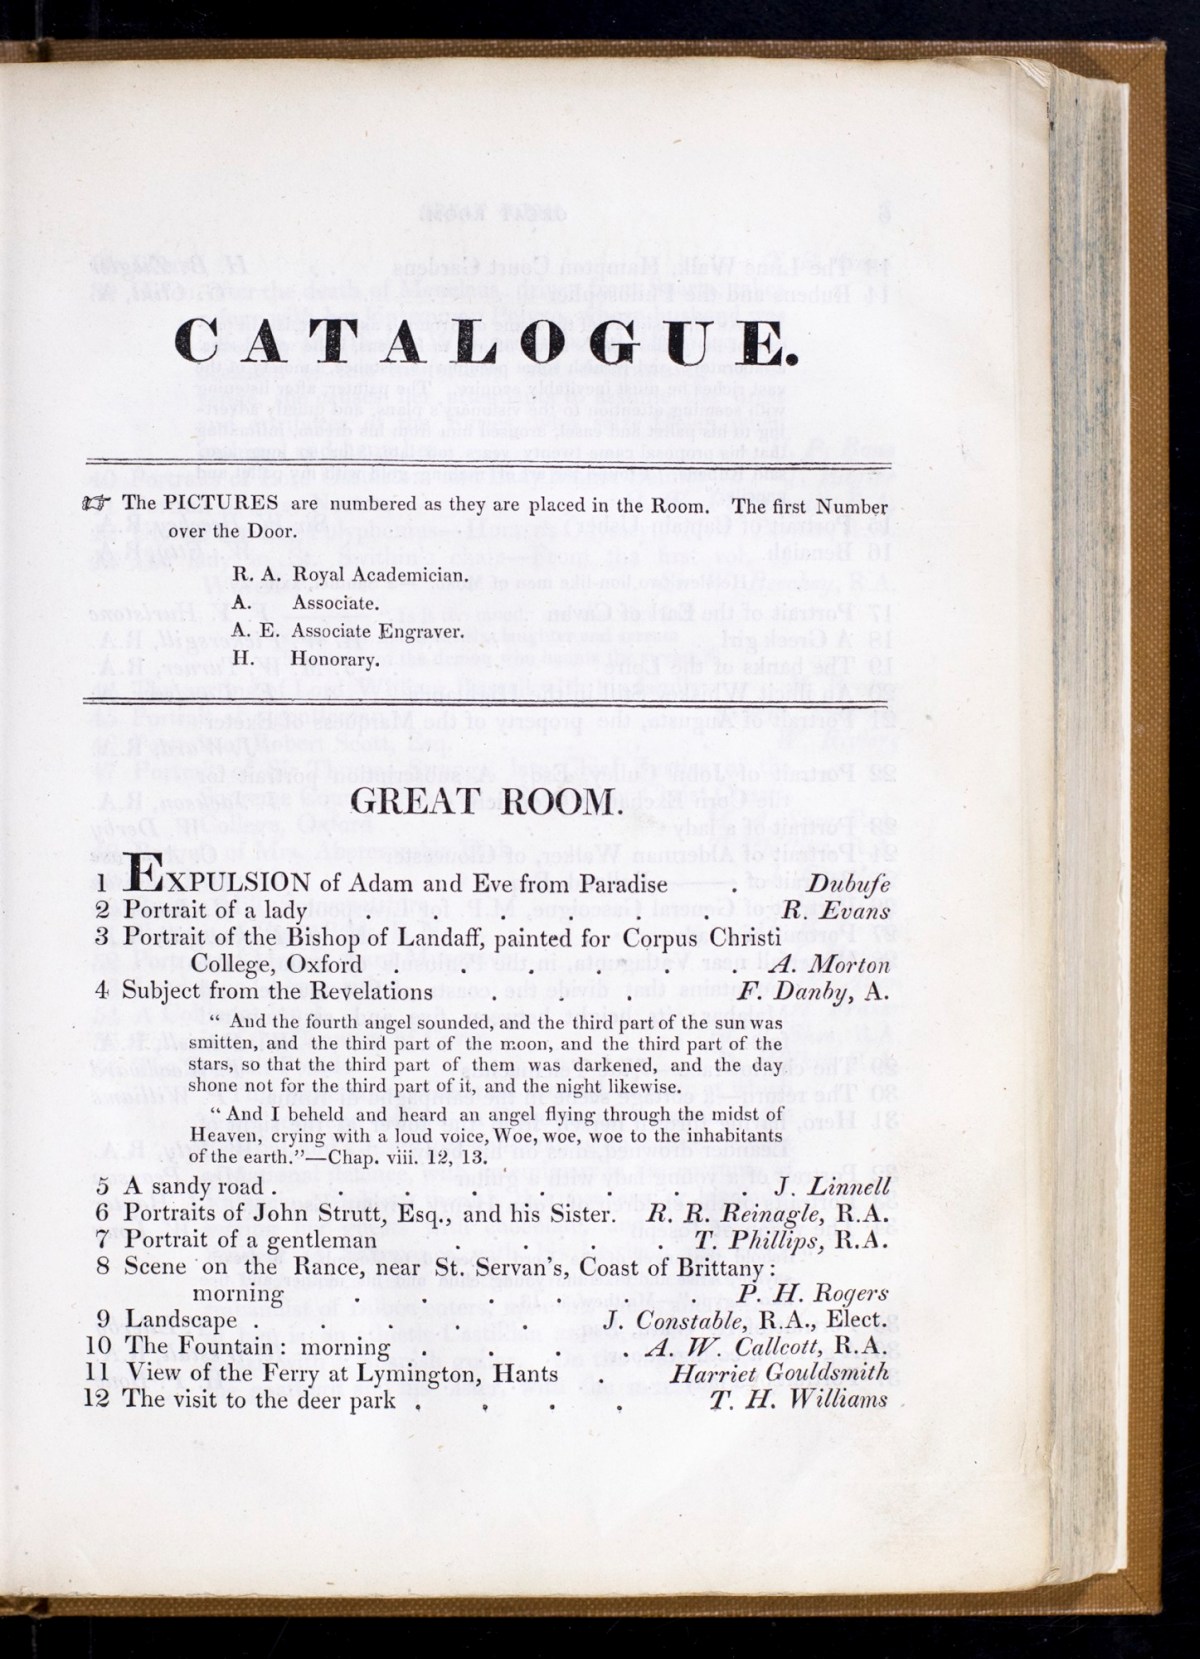 CATALOGUE.
☞ The PICTURES are numbered as they are placed in the Room. The first Number
over the Door.
R. A. Royal Academician.
A. Associate.
A. E. Associate Engraver.
H. Honorary.
GREAT ROOM.
1 EXPULSION of Adam and Eve from Paradise . Dubufe
2 Portrait of a lady . . . . . . R. Evans
3 Portrait of the Bishop of Landaff, painted for Corpus Christi
College, Oxford . . . . . . A. Morton
4 Subject from the Revelations . . . F. Danby, A.
“ And the fourth angel sounded, and the third part of the sun was
smitten, and the third part of the moon, and the third part of the
stars, so that the third part of them was darkened, and the day
shone not for the third part of it, and the night likewise.
“ And I beheld and heard an angel flying through the midst of
Heaven, crying with a loud voice, Woe, woe, woe to the inhabitants
of the earth.”—Chap. viii. 12, 13.
5 A sandy road . . . . . . . . J. Linnell
6 Portraits of John Strutt, Esq., and his Sister. R. R. Reinagle, R.A.
7 Portrait of a gentleman . . . . . T. Phillips, R.A.
8 Scene on the Rance, near St. Servan’s, Coast of Brittany :
morning . . . . . . P. H. Rogers
9 Landscape . . . . . J. Constable, R.A., Elect.
10 The Fountain : morning . . . . A. W. Callcott, R.A.
11 View of the Ferry at Lymington, Hants . Harriet Gouldsmith
12 The visit to the deer park . . . . T. H. Williams